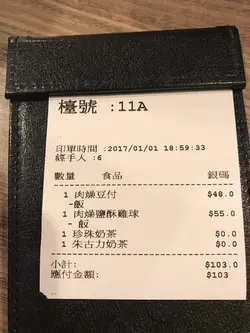 檯號 :11A
印單時間 :2017/01/01 18:59:33
經手人 :6
數量 食品 銀碼
1 肉燥豆付 $48.0
-飯
1 肉燥鹽酥雞球 $55.0
- 飯
1 珍珠奶茶 $0.0
1 朱古力奶茶 $0.0
小計: $103.0
應付金額: $103